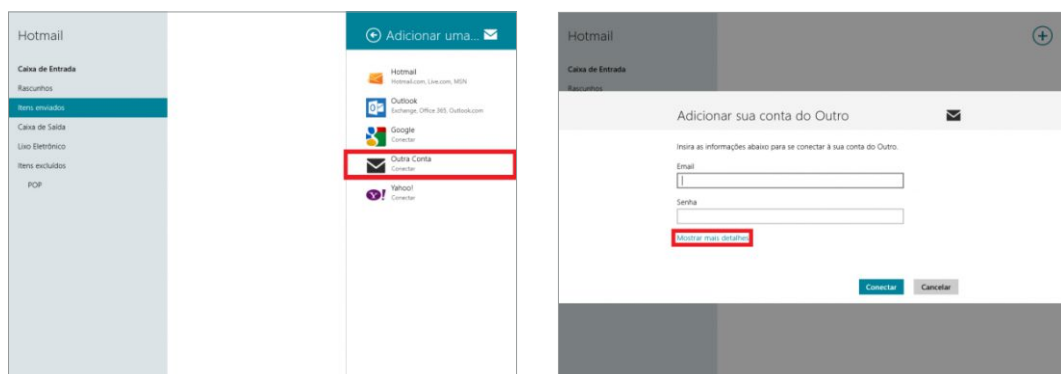 Hotmail
Caixa de Entrada
Rascunhos
Itens enviados
Caixa de Saída
Lixo Eletrônico
Itens excluídos
POP
Adicionar uma...
Hotmail
Hotmail.com, Live.com, MSN
Outlook
Exchange, Office 365, Outlook.com
Google
Conectar
Outra Conta
Conectar
Yahoo!
Conectar
Hotmail
Caixa de Entrada
Rascunhos
Adicionar sua conta do Outro
Insira as informações abaixo para se conectar à sua conta do Outro.
Email
Senha
Mostrar mais detalhes
Conectar Cancelar